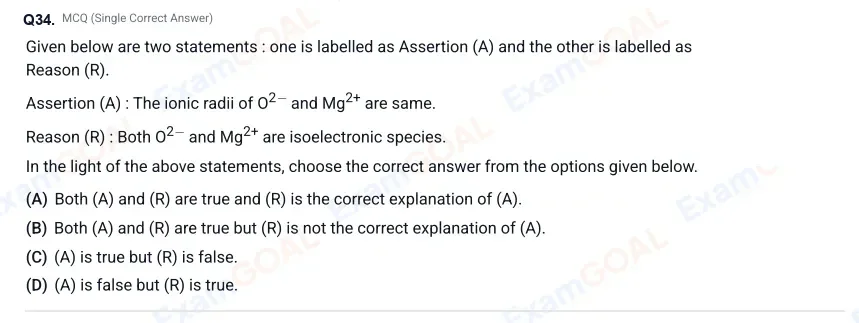 Q34. MCQ (Single Correct Answer)
Given below are two statements : one is labelled as Assertion (A) and the other is labelled as
Reason (R).
Assertion (A) : The ionic radii of O²⁻ and Mg²⁺ are same.
Reason (R) : Both O²⁻ and Mg²⁺ are isoelectronic species.
In the light of the above statements, choose the correct answer from the options given below.
(A) Both (A) and (R) are true and (R) is the correct explanation of (A).
(B) Both (A) and (R) are true but (R) is not the correct explanation of (A).
(C) (A) is true but (R) is false.
(D) (A) is false but (R) is true.
ExamGOAL